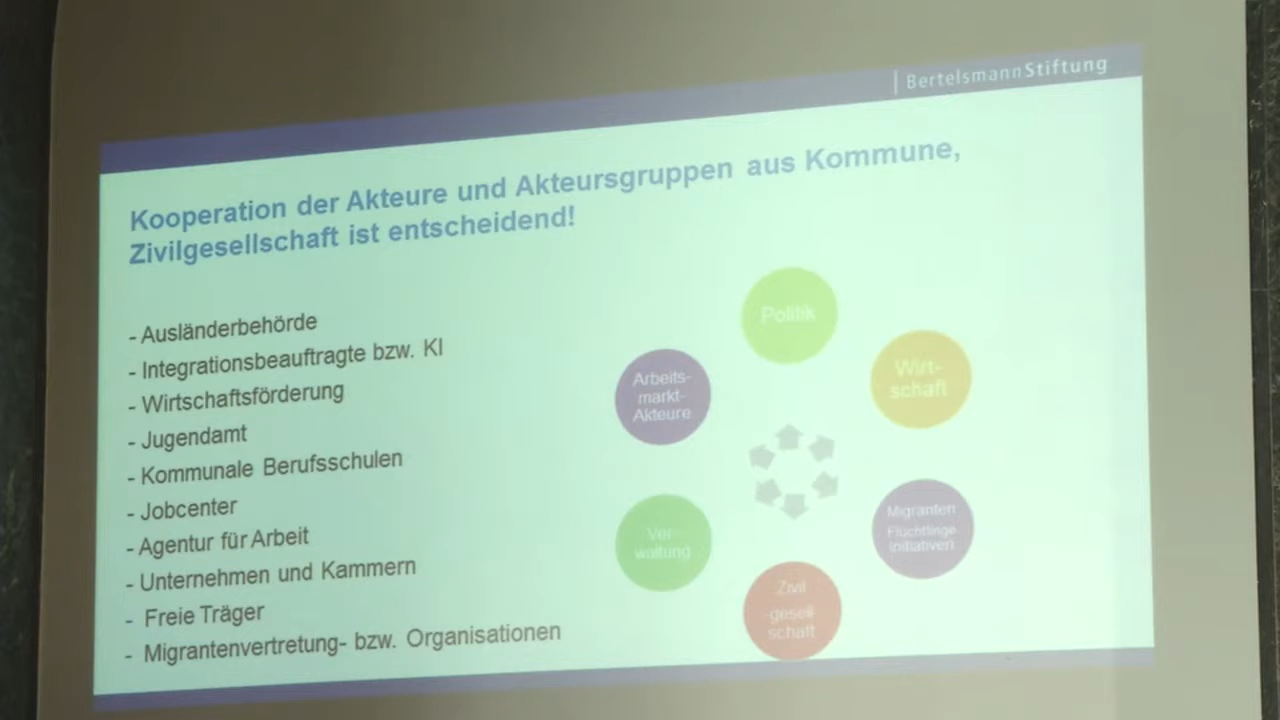 BertelsmannStiftung
Kooperation der Akteure und Akteursgruppen aus Kommune,
Zivilgesellschaft ist entscheidend!
- Ausländerbehörde
- Integrationsbeauftragte bzw. KI
- Wirtschaftsförderung
- Jugendamt
- Kommunale Berufsschulen
- Jobcenter
- Agentur für Arbeit
- Unternehmen und Kammern
- Freie Träger
- Migrantenvertretung- bzw. Organisationen
Politik
Wirt-
schaft
Migranten
Flüchtlinge
Initiativen
Zivil
-gesell-
schaft
Ver-
waltung
Arbeits-
markt-
Akteure